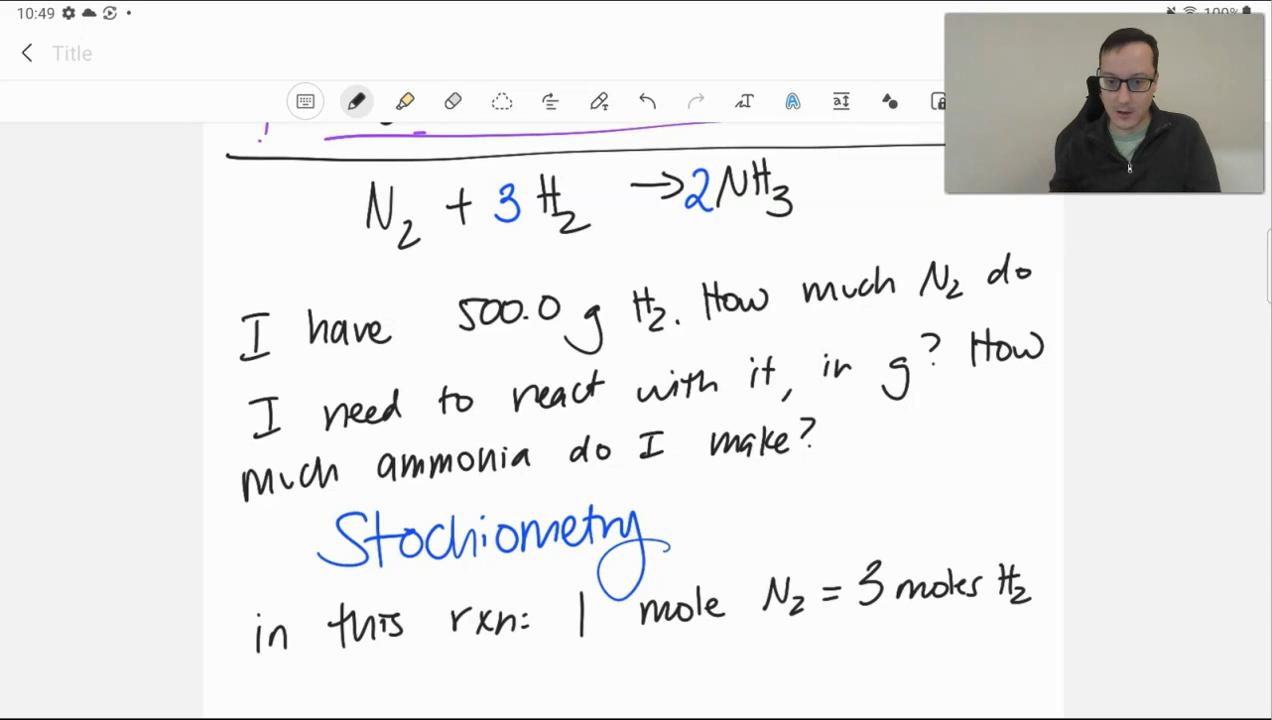 10:49
100%
Title
N2 + 3 H2 → 2NH3
I have 500.0 g H2. How much N2 do
I need to react with it, in g? How
much ammonia do I make?
Stochiometry
in this rxn: 1 mole N2 = 3 moles H2